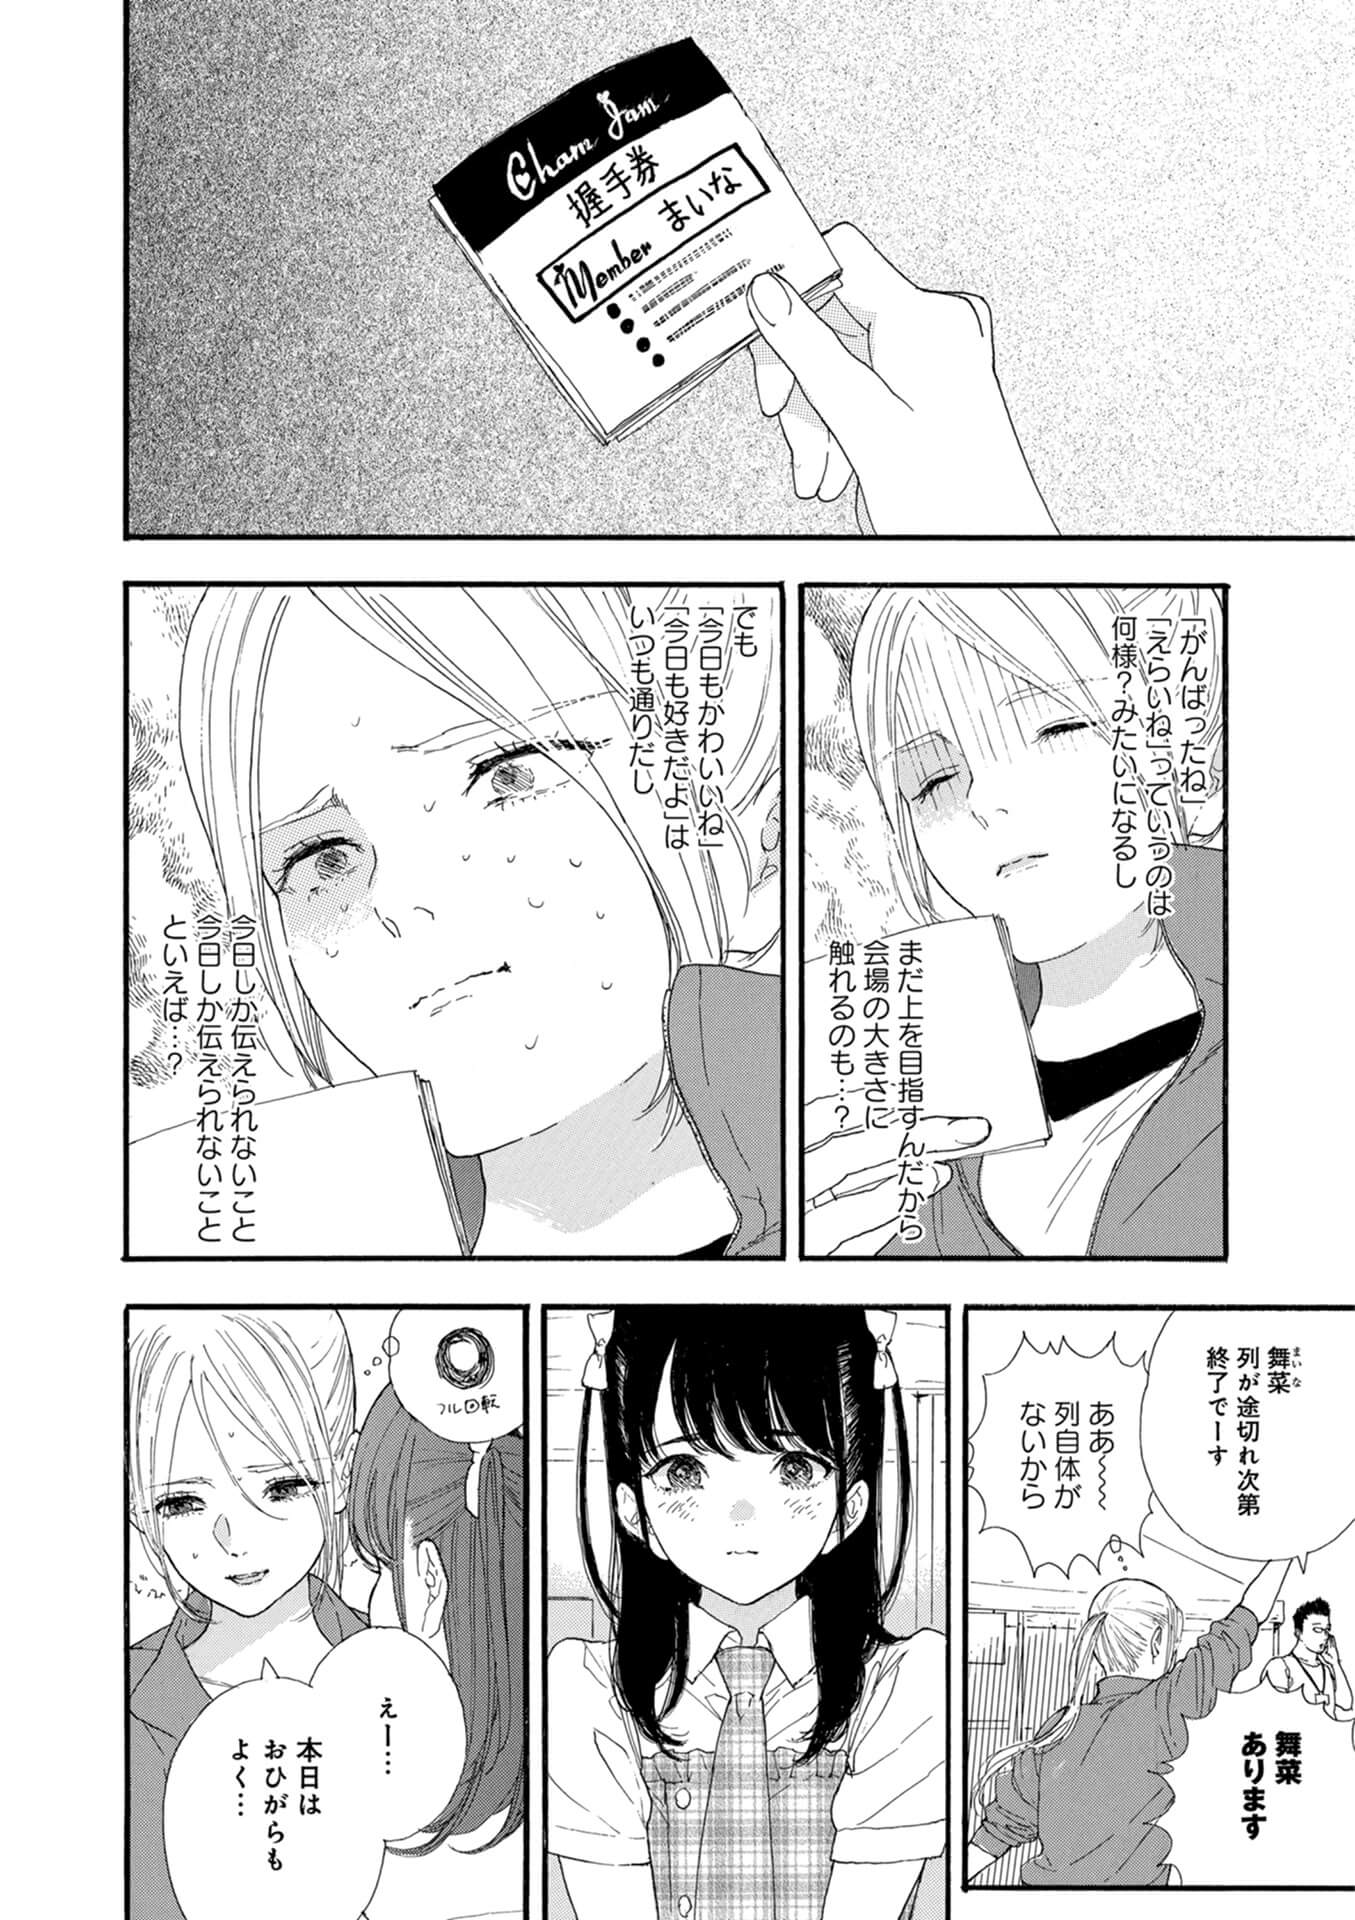 Cham Jam
握手券
Member まいな
「がんばったね」
「えらいね」っていうのは
何様？みたいになるし
まだ上を目指すんだから
会場の大きさに
触れるのも…？
でも
「今日もかわいいね」
「今日も好きだよ」は
いつも通りだし
今日しか伝えられないこと
今日しか伝えられないこと
といえば…？
舞菜
まいな
列が途切れ次第
終了でーす
ああ〜〜
列自体が
ないから
舞菜
あります
フル回転
えー…
本日は
おひがらも
よく…